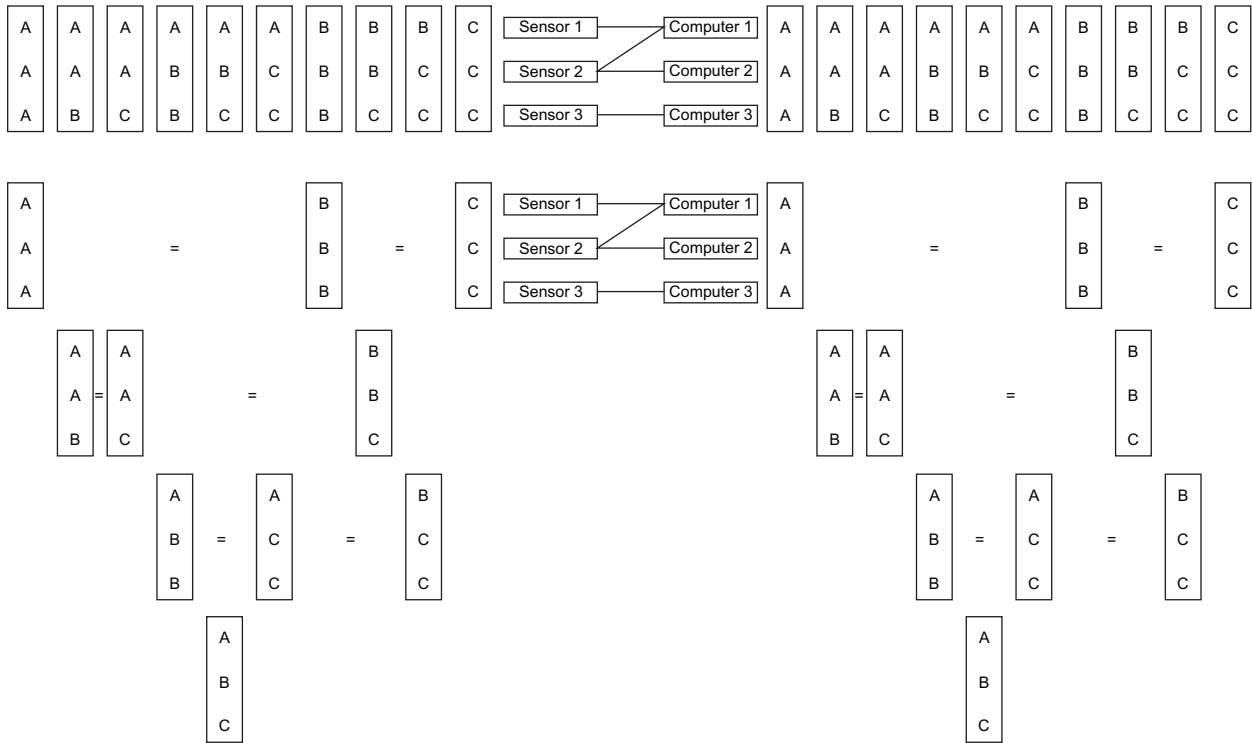 A A A A A A B B B C Sensor 1 Computer 1 A A A A A A B B B C
A A A B B C B B C C Sensor 2 Computer 2 A A A B B C B B C C
A B C B C C B C C C Sensor 3 Computer 3 A B C B C C B C C C
A B C Sensor 1 Computer 1 A B C
A = B = C Sensor 2 Computer 2 A = B = C
A B C Sensor 3 Computer 3 A B C
A A B A A B
A = A = B A = A = B
B C C B C C
A A B A A B
B = C = C B = C = C
B C C B C C
A A
B B
C C